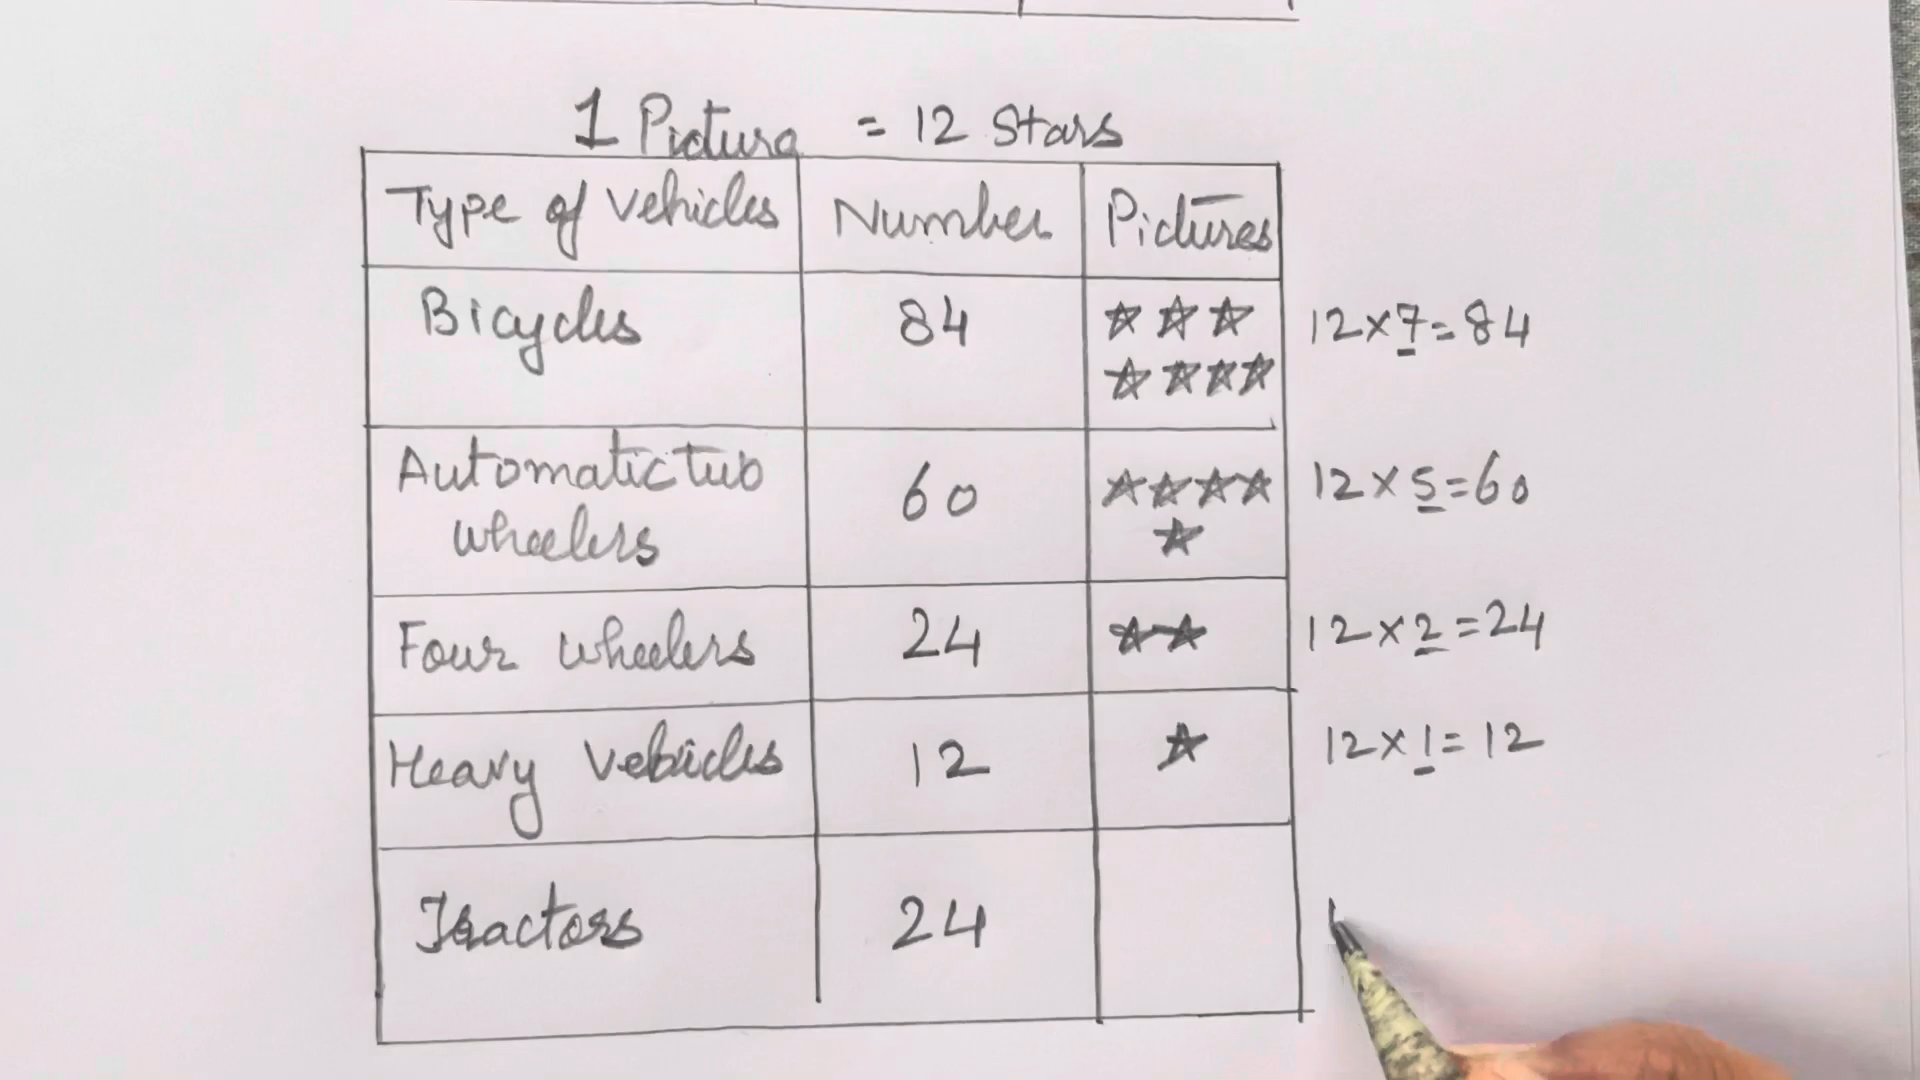 1 Picture = 12 Stars
Type of vehicles Number Pictures
Bicycles 84 12×7=84
Automatic two wheelers 60 12×5=60
Four wheelers 24 12×2=24
Heavy Vehicles 12 12×1=12
Tractors 24